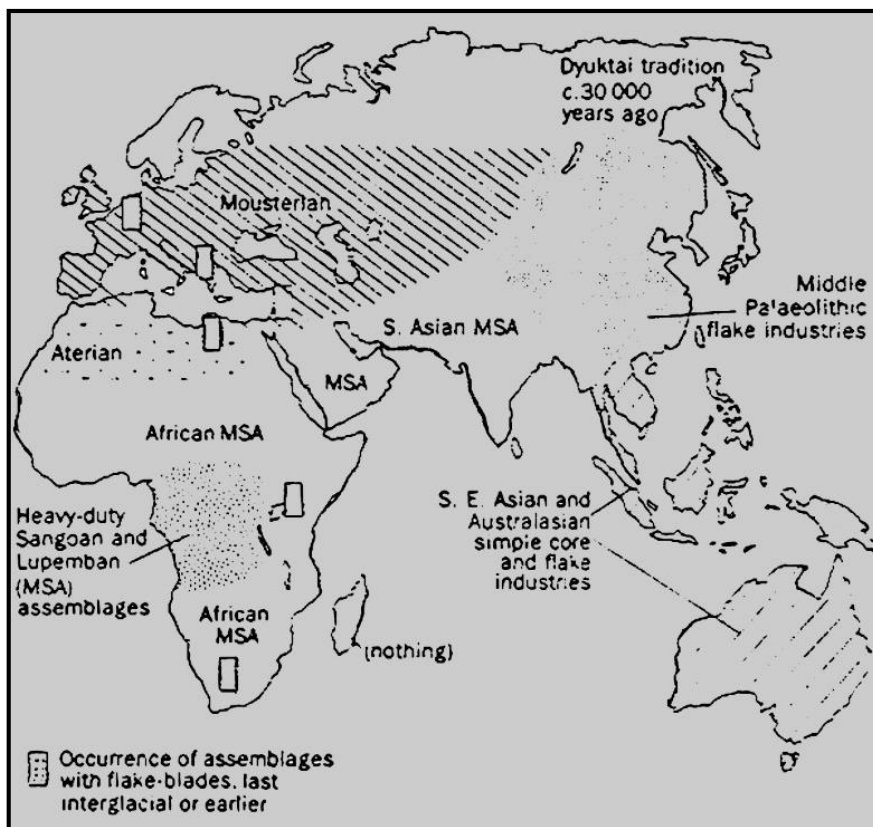 Dyuktai tradition
c.30 000
years ago
Mousterian
Middle
Palaeolithic
flake industries
S. Asian MSA
Aterian
MSA
African MSA
S. E. Asian and
Australasian
simple core
and flake
industries
Heavy-duty
Sangoan and
Lupemban
(MSA)
assemblages
African
MSA
(nothing)
Occurrence of assemblages
with flake-blades, last
interglacial or earlier